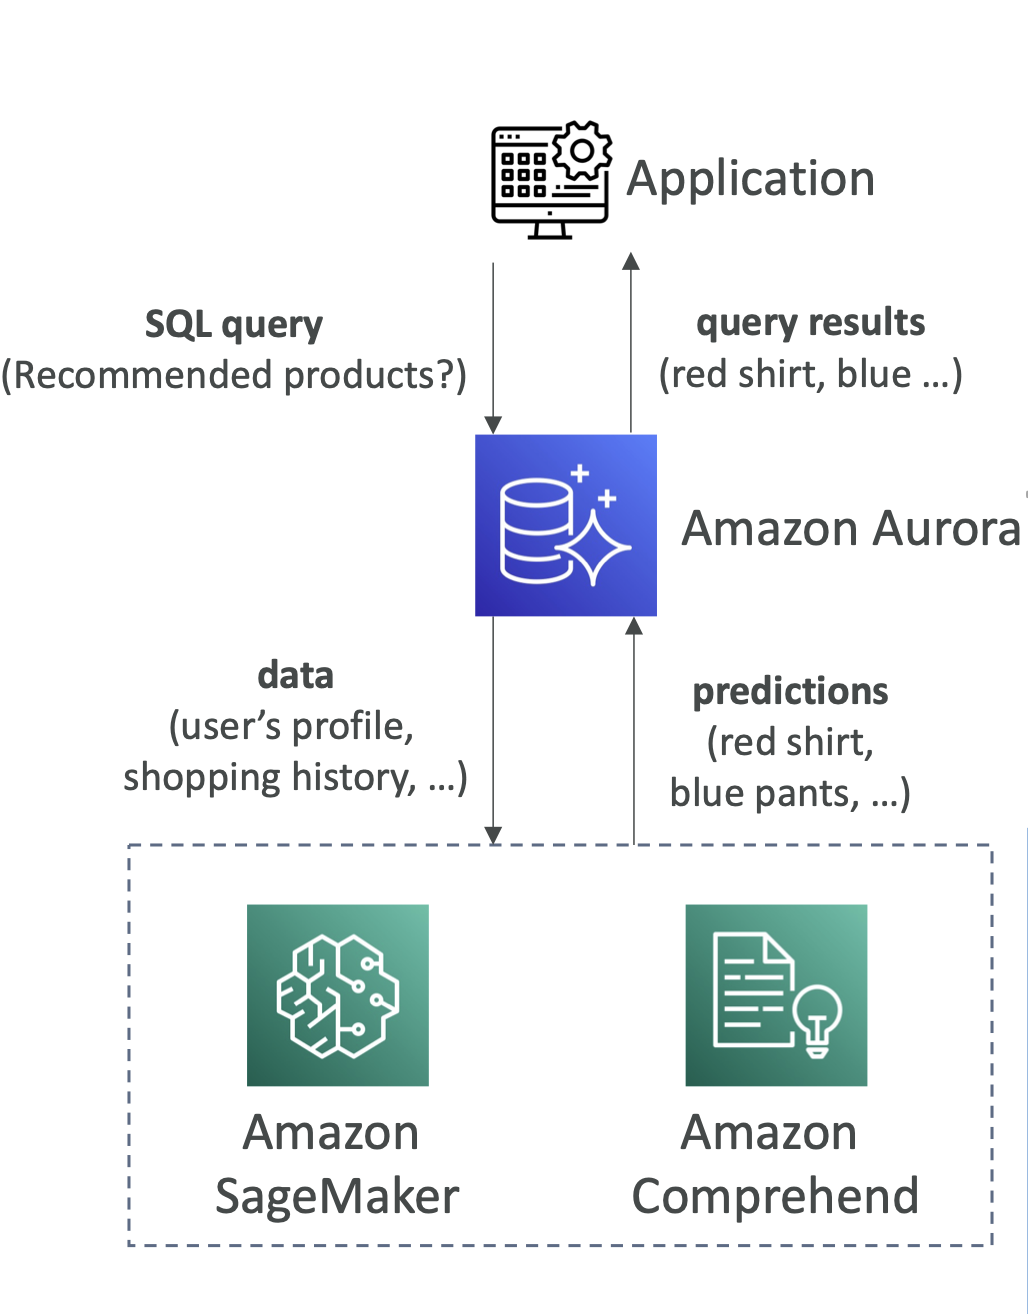 Application
SQL query
(Recommended products?)
query results
(red shirt, blue ...)
Amazon Aurora
data
(user’s profile,
shopping history, ...)
predictions
(red shirt,
blue pants, ...)
Amazon
SageMaker
Amazon
Comprehend